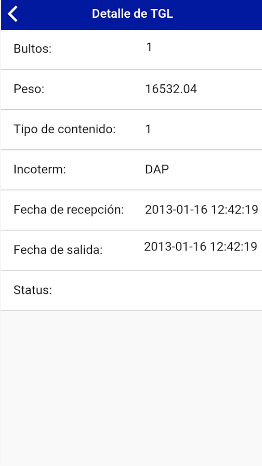 Detalle de TGL
Bultos: 1
Peso: 16532.04
Tipo de contenido: 1
Incoterm: DAP
Fecha de recepción: 2013-01-16 12:42:19
Fecha de salida: 2013-01-16 12:42:19
Status: